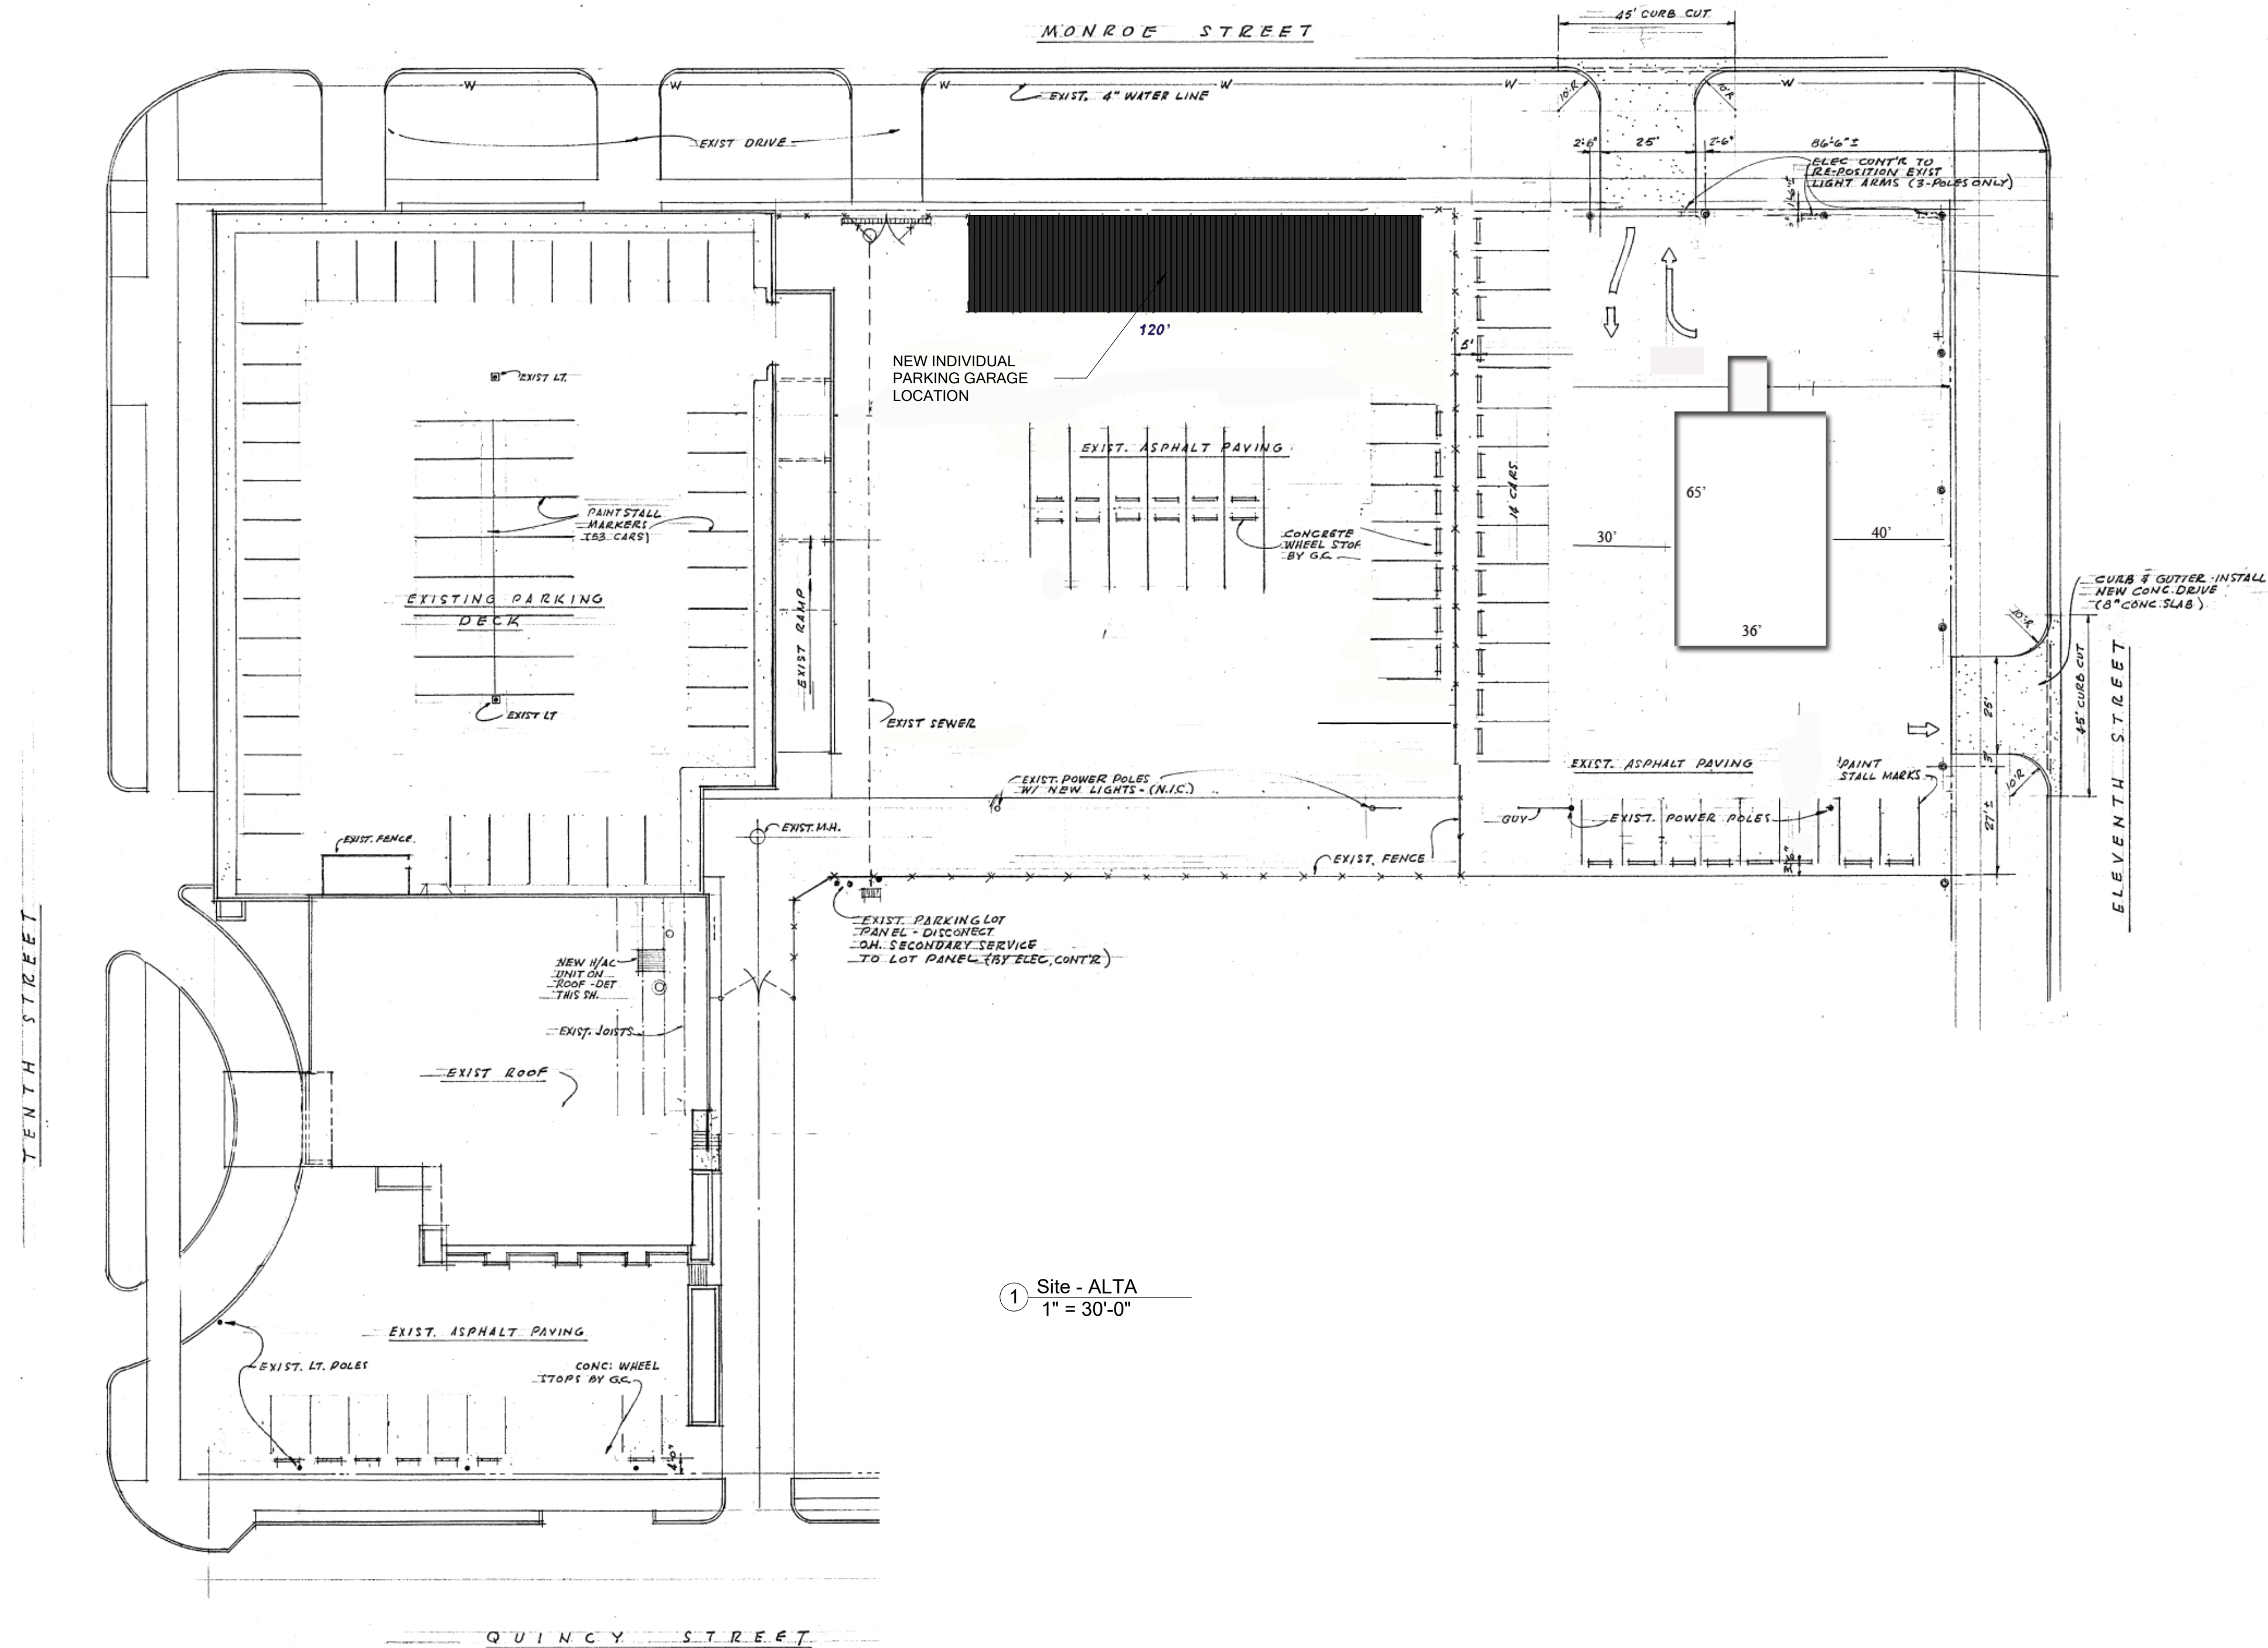 MONROE STREET
45' CURB CUT
W W W W W W
EXIST. 4" WATER LINE
10'R
10'R
EXIST DRIVE
2'-6" 25' 2'-6" 86'-6"±
ELEC CONT'R TO
RE-POSITION EXIST
LIGHT ARMS (3-POLES ONLY)
120'
5'
NEW INDIVIDUAL
PARKING GARAGE
LOCATION
EXIST LT.
EXIST. ASPHALT PAVING
14 CARS
65'
PAINT STALL
MARKERS
(53 CARS)
CONCRETE
WHEEL STOP
BY G.C.
30'
40'
36'
CURB & GUTTER-INSTALL
NEW CONC. DRIVE
(8" CONC. SLAB)
EXISTING PARKING
DECK
EXIST RAMP
10'R
45' CURB CUT
25'
ELEVENTH STREET
EXIST LT
EXIST SEWER
EXIST. POWER POLES
W/ NEW LIGHTS-(N.I.C.)
EXIST. ASPHALT PAVING
PAINT
STALL MARKS
3'
10'R
27'±
GUY
EXIST. POWER POLES
EXIST. M.H.
EXIST. FENCE
EXIST. FENCE
EXIST. PARKING LOT
PANEL - DISCONECT
O.H. SECONDARY SERVICE
TO LOT PANEL (BY ELEC, CONT'R)
TENTH STREET
NEW H/AC
UNIT ON
ROOF-DET
THIS SH.
EXIST. JOISTS
EXIST ROOF
1
Site - ALTA
1" = 30'-0"
EXIST. ASPHALT PAVING
EXIST. LT. POLES
CONC. WHEEL
STOPS BY G.C.
4'-0"
QUINCY STREET